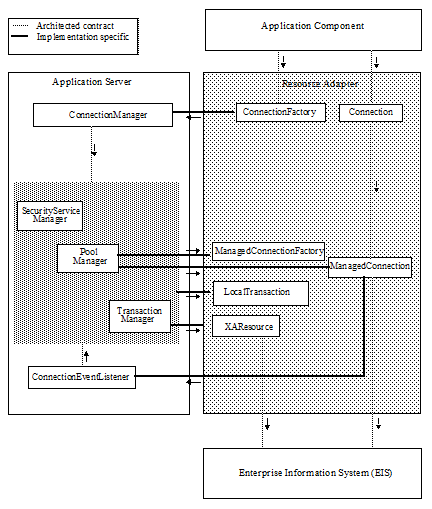 Architected contract
Implementation specific
Application Component
Application Server
Resource Adapter
ConnectionManager
ConnectionFactory
Connection
SecurityService
Manager
Pool
Manager
ManagedConnectionFactory
ManagedConnection
LocalTransaction
Transaction
Manager
XAResource
ConnectionEventListener
Enterprise Information System (EIS)